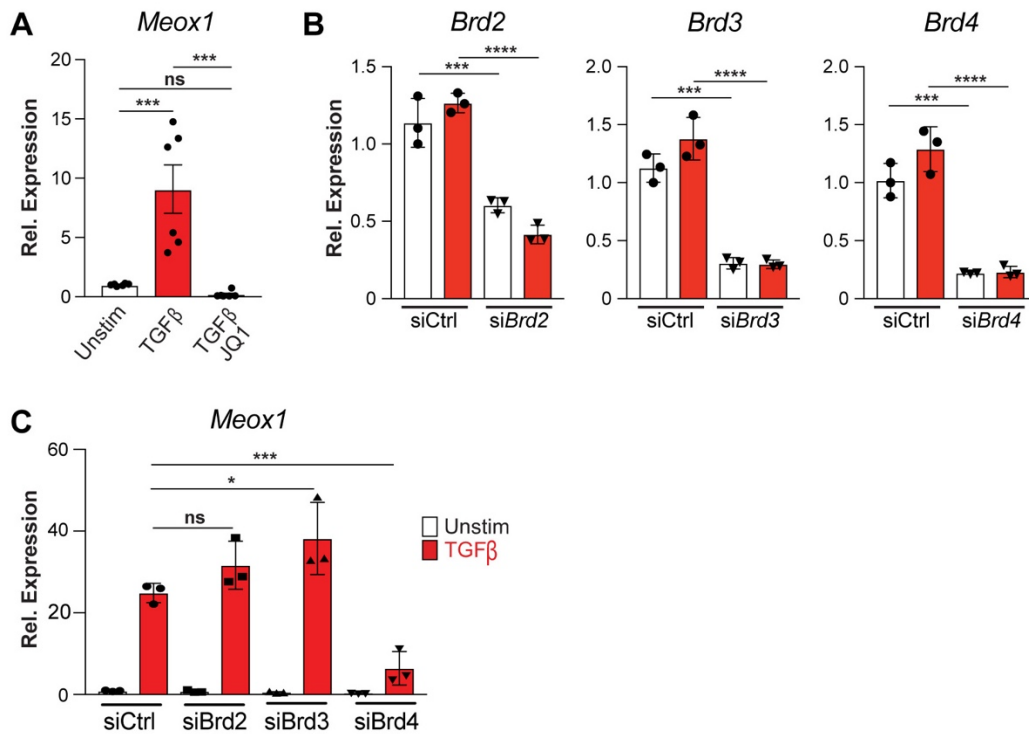 A
Meox1
Rel. Expression
20
15
10
5
0
***
ns
***
Unstim
TGFβ
TGFβ
JQ1
B
Brd2
Rel. Expression
1.5
1.0
0.5
0
***
****
siCtrl
siBrd2
Brd3
2.0
1.5
1.0
0.5
0
***
****
siCtrl
siBrd3
Brd4
2.0
1.5
1.0
0.5
0
***
****
siCtrl
siBrd4
C
Meox1
Rel. Expression
60
40
20
0
***
*
ns
siCtrl
siBrd2
siBrd3
siBrd4
Unstim
TGFβ